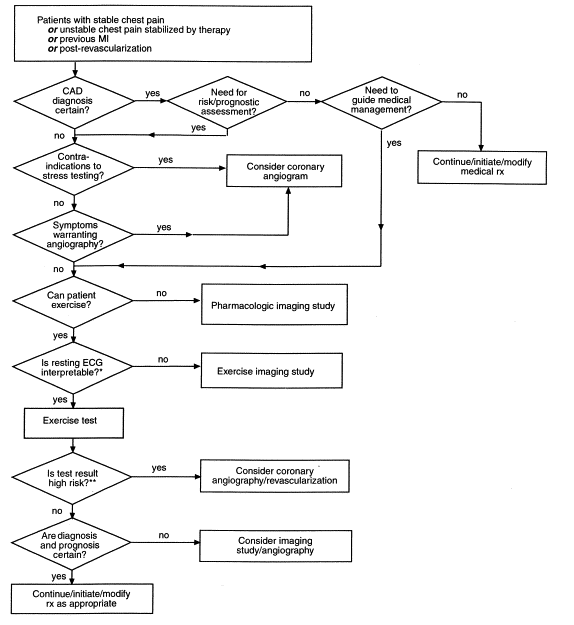 Patients with stable chest pain
or unstable chest pain stabilized by therapy
or previous MI
or post-revascularization
CAD
diagnosis
certain?
yes
Need for
risk/prognostic
assessment?
no
Need to
guide medical
management?
no
no
yes
yes
Contra-
indications to
stress testing?
yes
Consider coronary
angiogram
Continue/initiate/modify
medical rx
no
Symptoms
warranting
angiography?
yes
no
Can patient
exercise?
no
Pharmacologic imaging study
yes
Is resting ECG
interpretable?*
no
Exercise imaging study
yes
Exercise test
Is test result
high risk?**
yes
Consider coronary
angiography/revascularization
no
Are diagnosis
and prognosis
certain?
no
Consider imaging
study/angiography
yes
Continue/initiate/modify
rx as appropriate